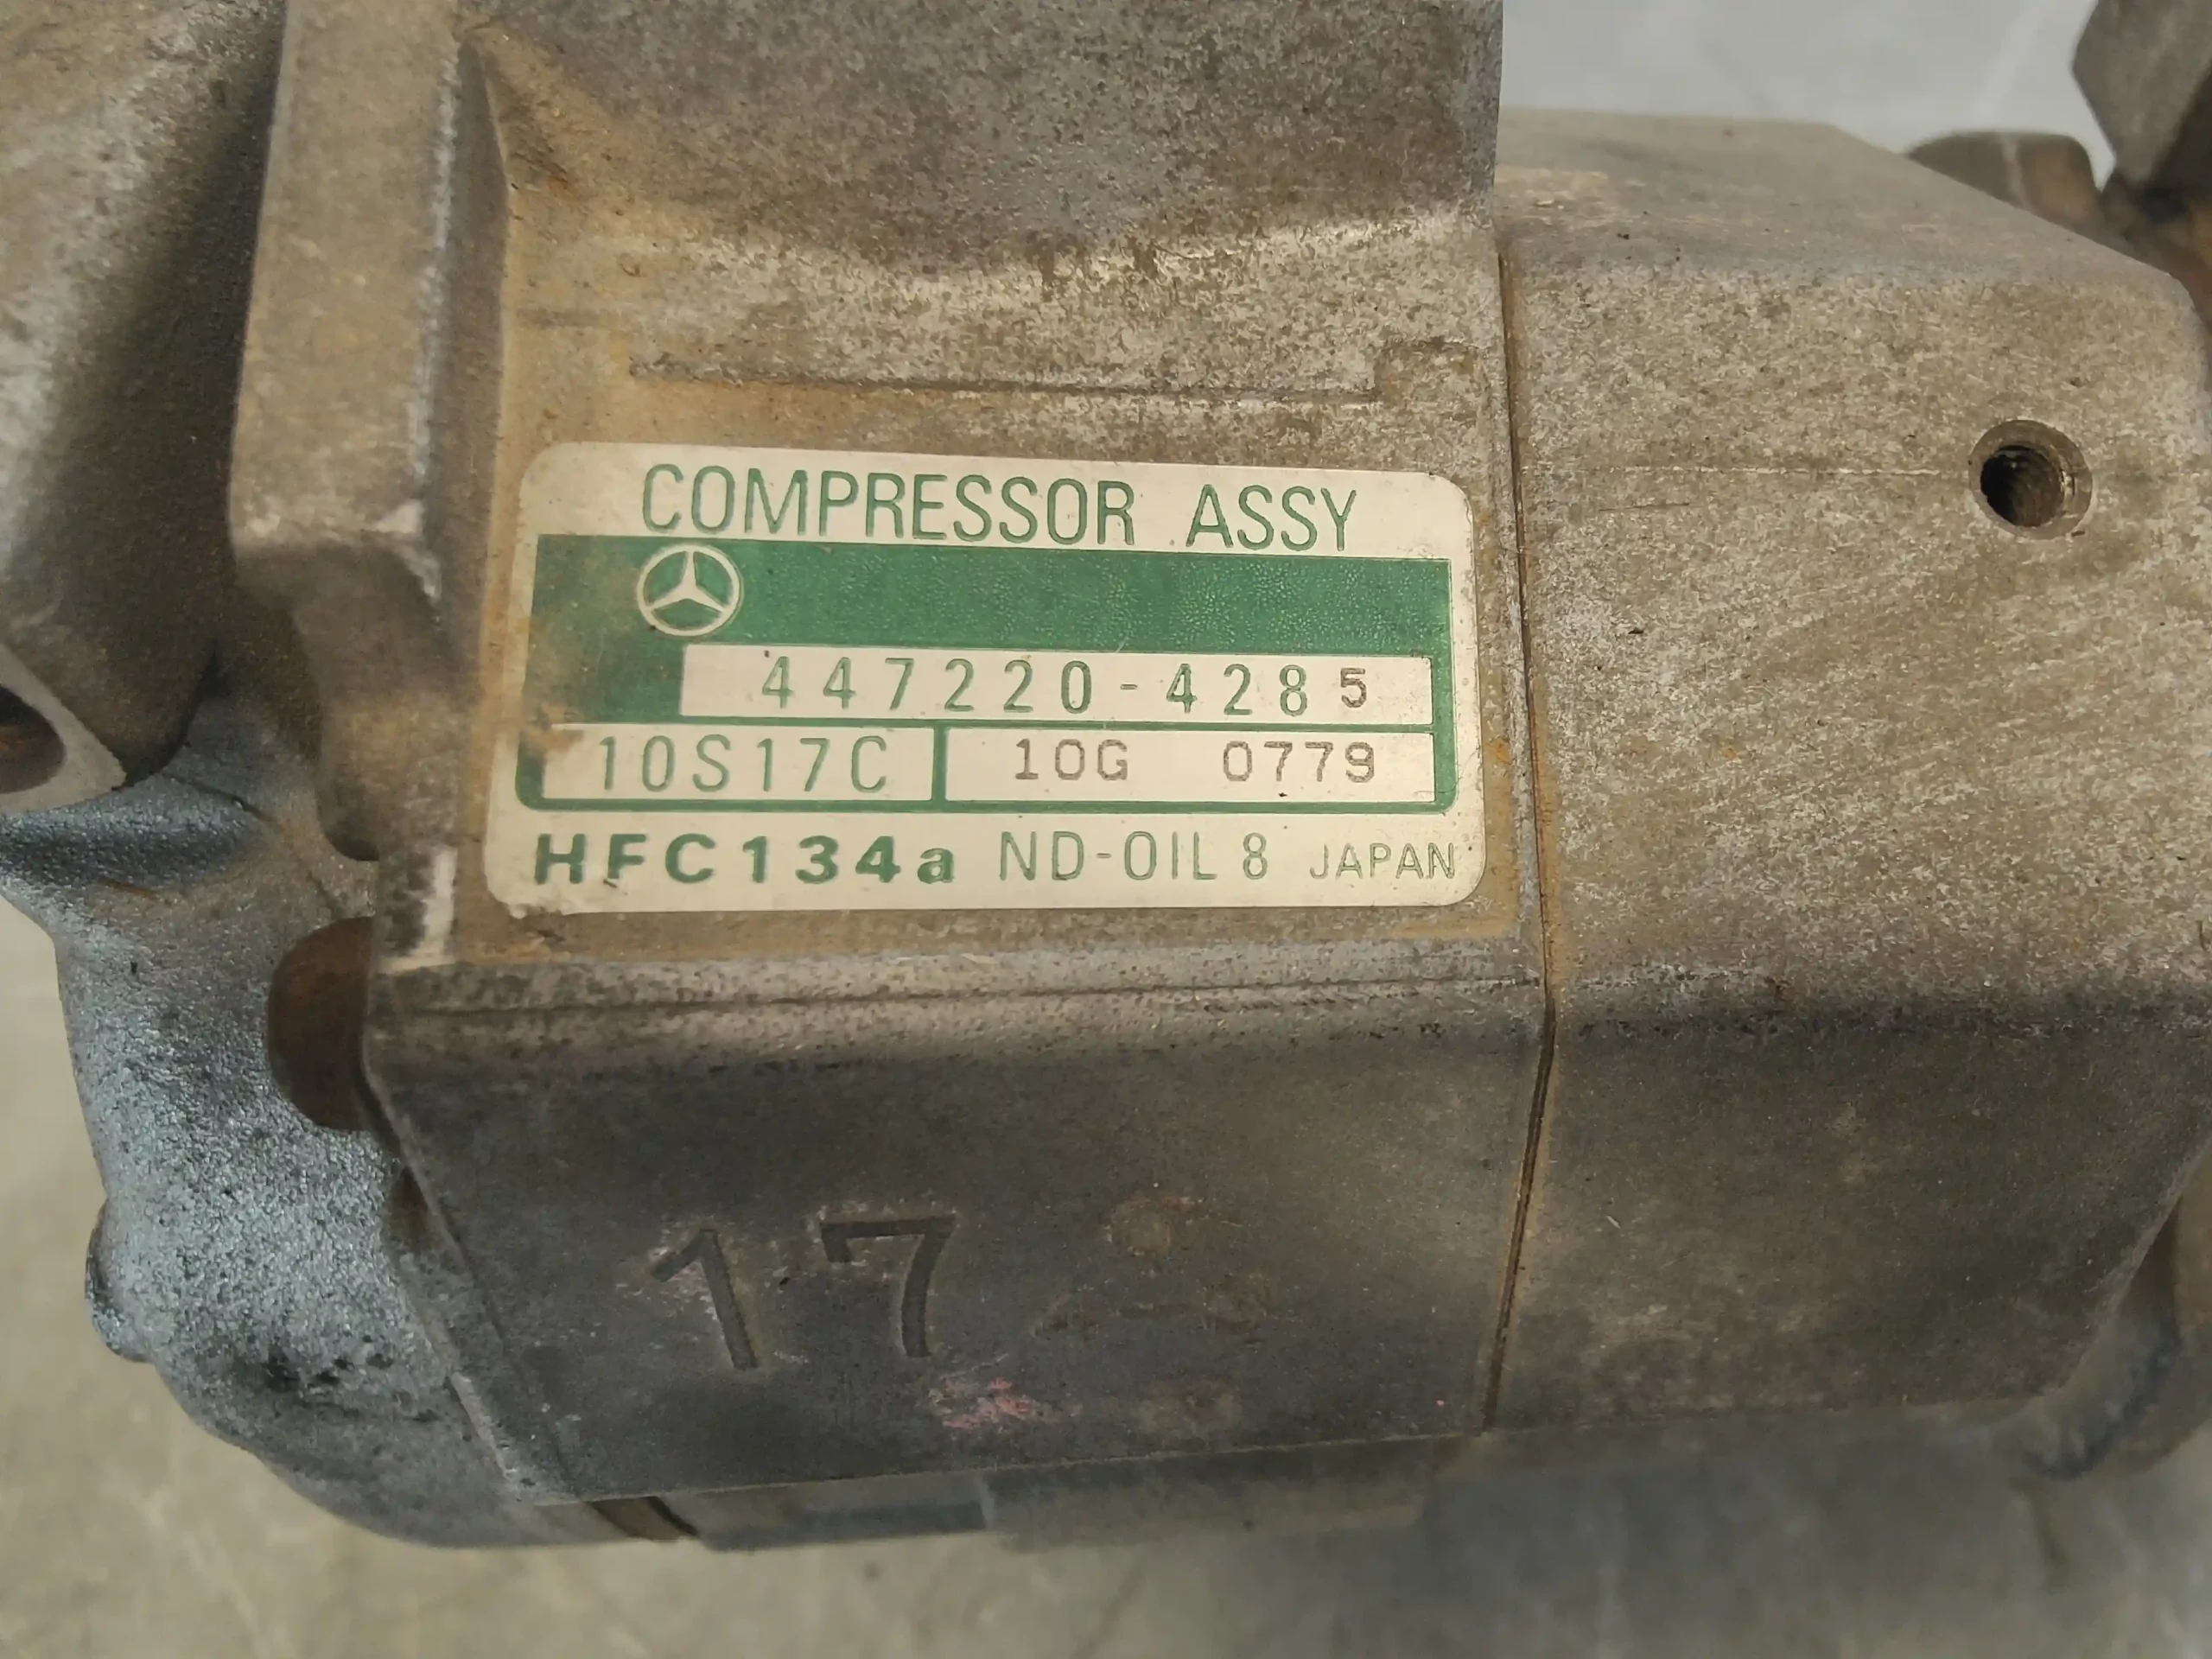 COMPRESSOR ASSY
447220-4285
10S17C 10G 0779
HFC134a ND-OIL 8 JAPAN
17